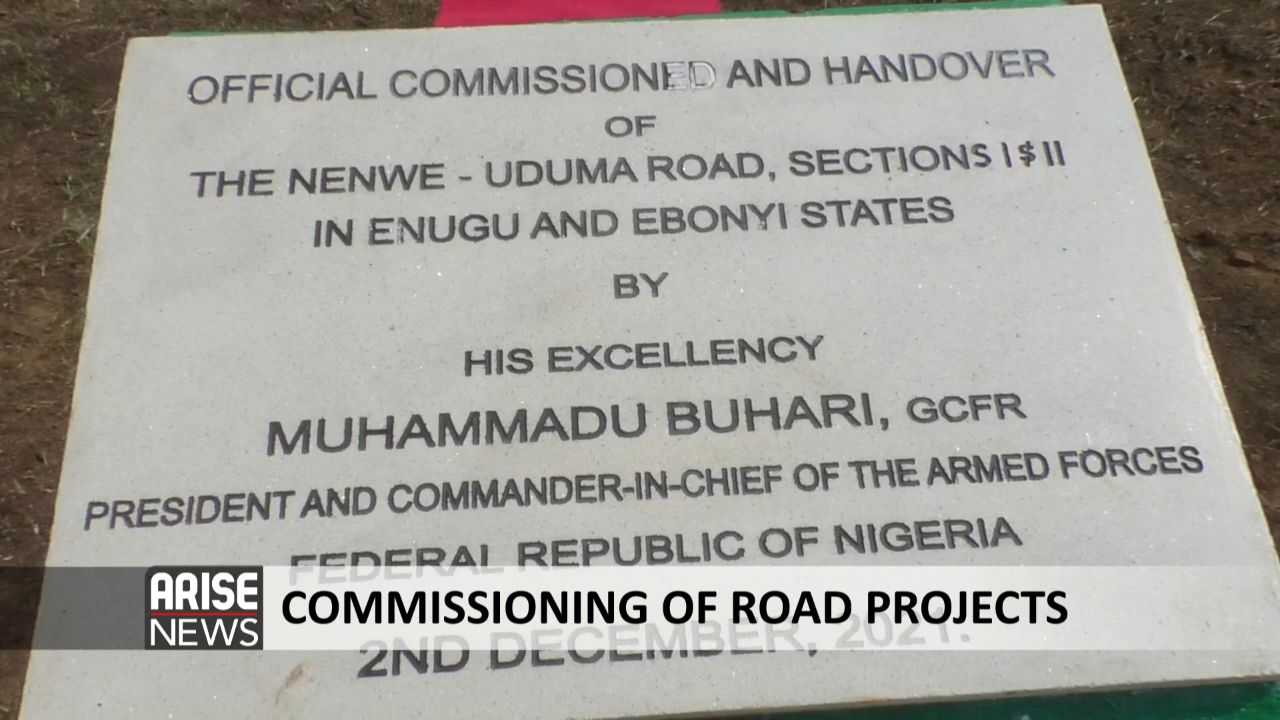 OFFICIAL COMMISSIONED AND HANDOVER
OF
THE NENWE - UDUMA ROAD, SECTIONS I $ II
IN ENUGU AND EBONYI STATES
BY
HIS EXCELLENCY
MUHAMMADU BUHARI, GCFR
PRESIDENT AND COMMANDER-IN-CHIEF OF THE ARMED FORCES
FEDERAL REPUBLIC OF NIGERIA
ARISE
NEWS
COMMISSIONING OF ROAD PROJECTS
2ND DECEMBER, 2021.